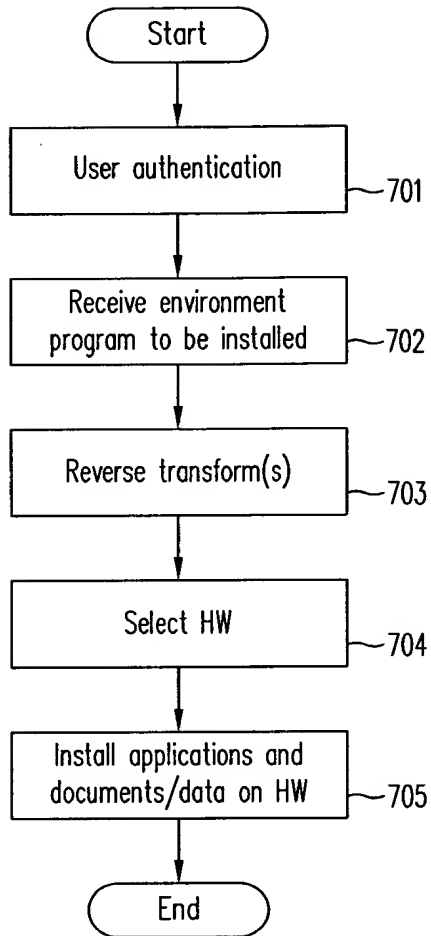 Start
User authentication
701
Receive environment
program to be installed
702
Reverse transform(s)
703
Select HW
704
Install applications and
documents/data on HW
705
End